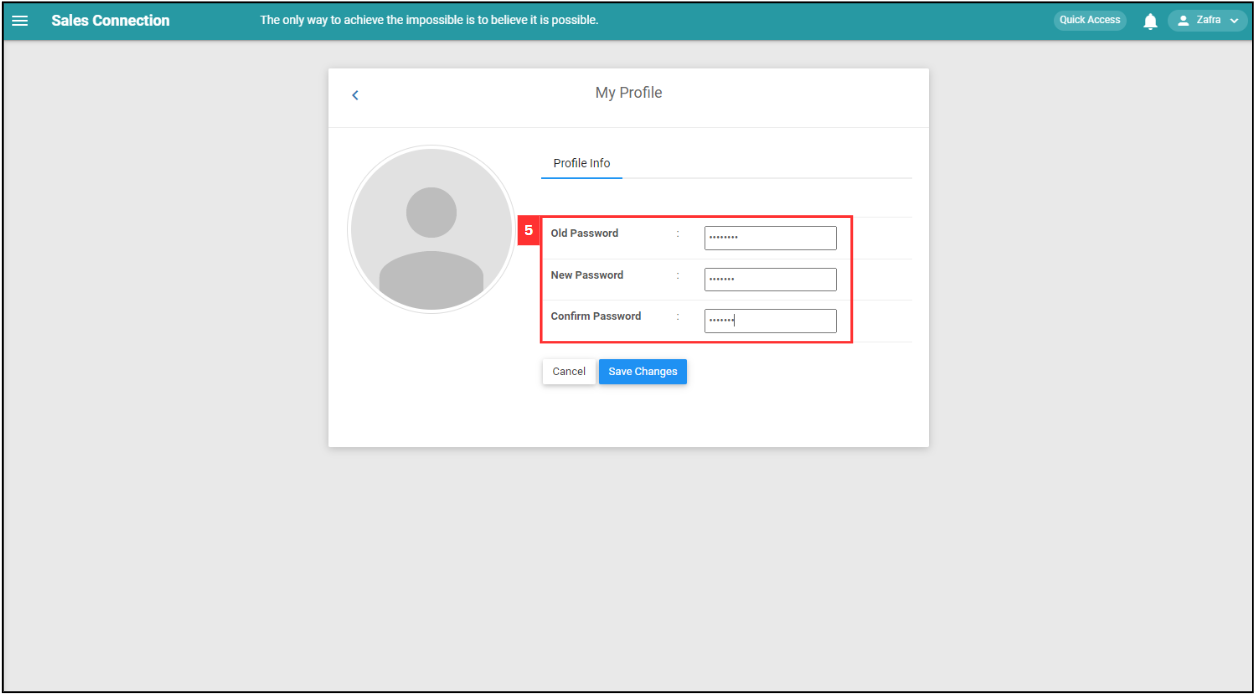 Sales Connection The only way to achieve the impossible is to believe it is possible. Quick Access Zafra
My Profile
Profile Info
5
Old Password : ••••••••
New Password : •••••••
Confirm Password : •••••••
Cancel Save Changes